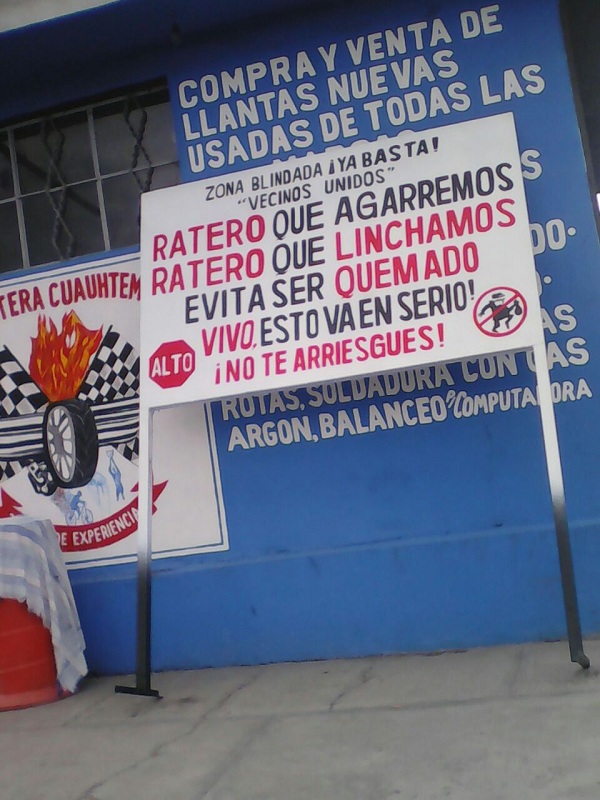 COMPRA Y VENTA DE
LLANTAS NUEVAS
USADAS DE TODAS LAS
ZONA BLINDADA ¡YA BASTA!
"VECINOS UNIDOS"
RATERO QUE AGARREMOS
RATERO QUE LINCHAMOS
EVITA SER QUEMADO
VIVO, ESTO VA EN SERIO!
ALTO
¡NO TE ARRIESGUES!
ROTAS, SOLDADURA CON GAS
ARGON, BALANCEO P/COMPUTADORA
TERA CUAUHTEM
DE EXPERIENCIA